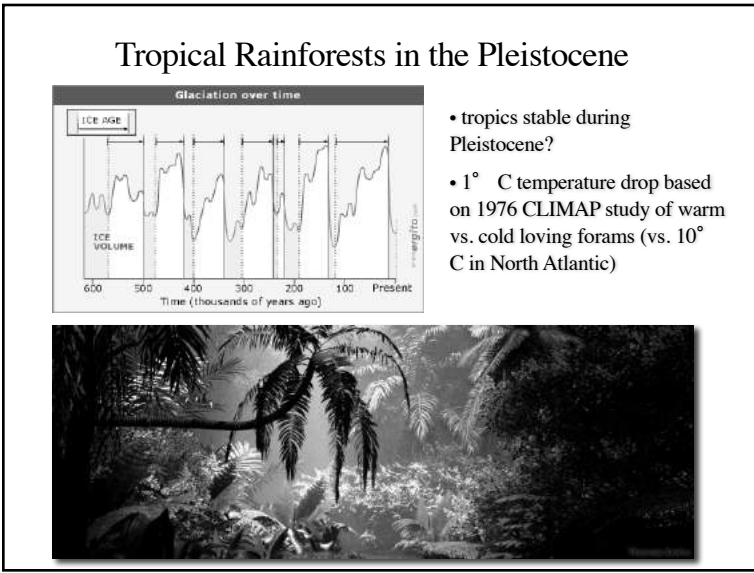 Tropical Rainforests in the Pleistocene
Glaciation over time
ICE AGE
ICE
VOLUME
600 500 400 300 200 100 Present
Time (thousands of years ago)
ergito
• tropics stable during
Pleistocene?
• 1° C temperature drop based
on 1976 CLIMAP study of warm
vs. cold loving forams (vs. 10°
C in North Atlantic)